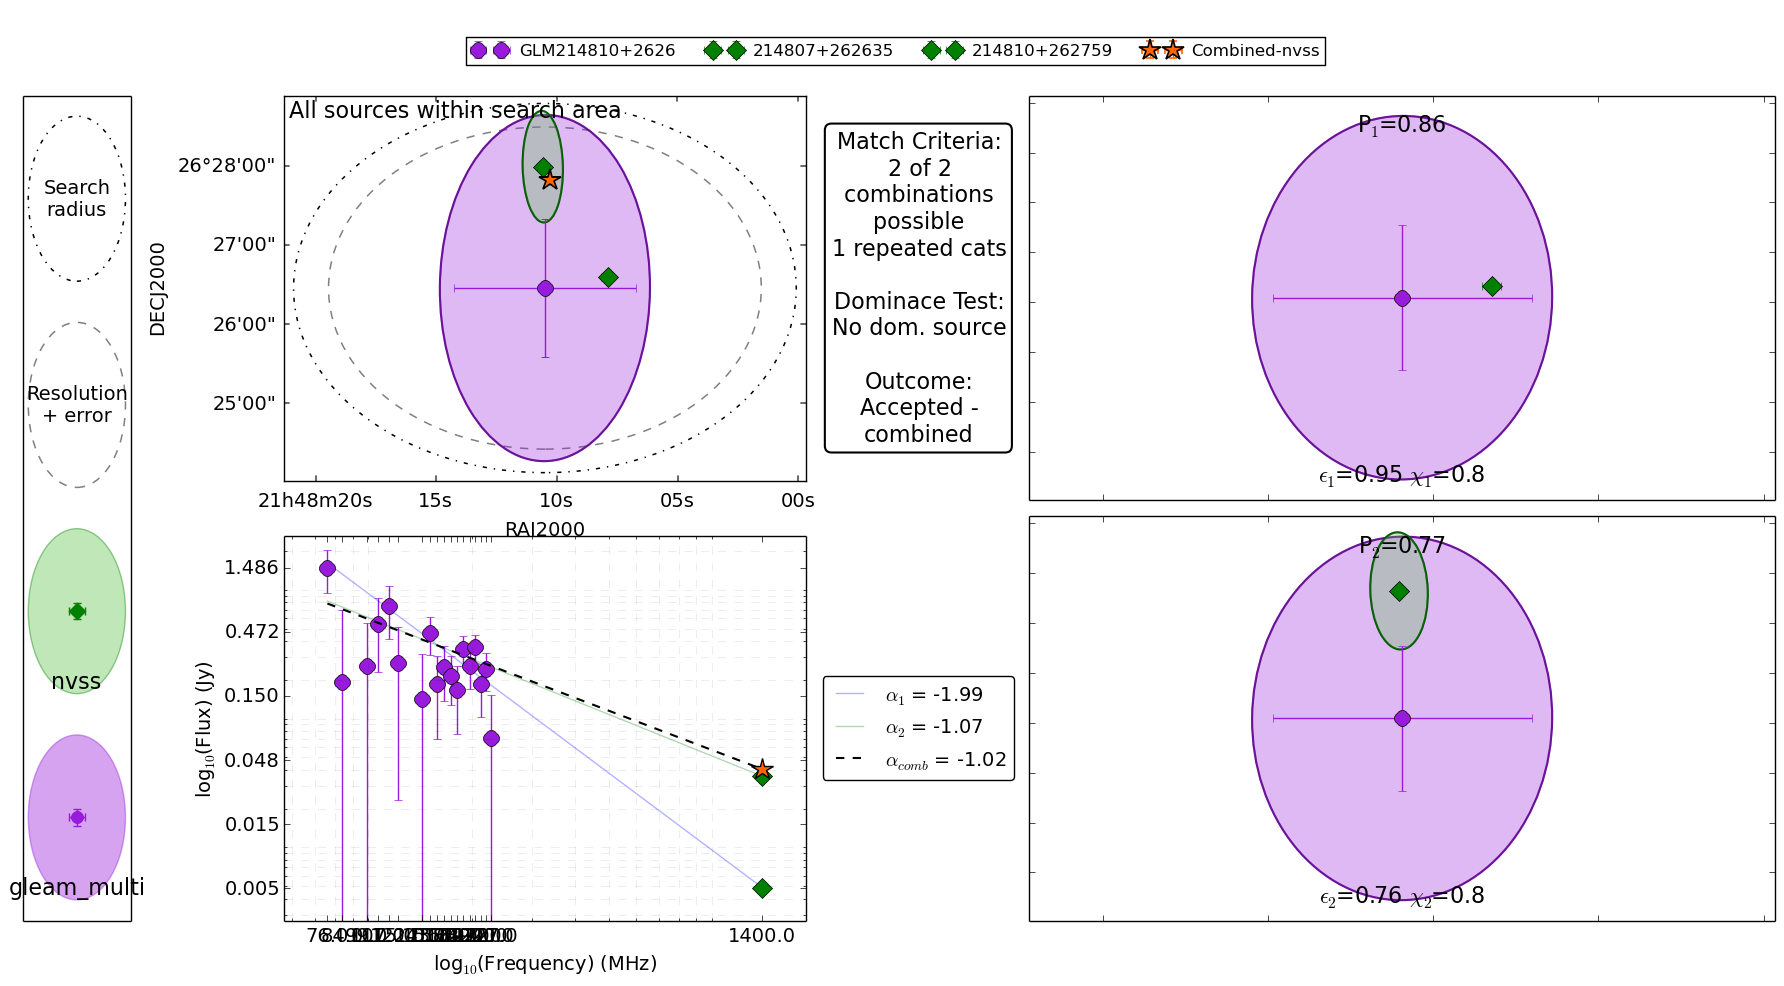 GLM214810+2626 214807+262635 214810+262759 Combined-nvss
Search
radius
Resolution
+ error
nvss
gleam_multi
All sources within search area
DECJ2000
26°28'00"
27'00"
26'00"
25'00"
21h48m20s 15s 10s 05s 00s
RAJ2000
Match Criteria:
2 of 2
combinations
possible
1 repeated cats
Dominace Test:
No dom. source
Outcome:
Accepted -
combined
P1=0.86
ϵ1=0.95 χ1=0.8
P2=0.77
ϵ2=0.76 χ2=0.8
log10(Flux) (Jy)
1.486
0.472
0.150
0.048
0.015
0.005
1400.0
log10(Frequency) (MHz)
α1 = -1.99
α2 = -1.07
αcomb = -1.02